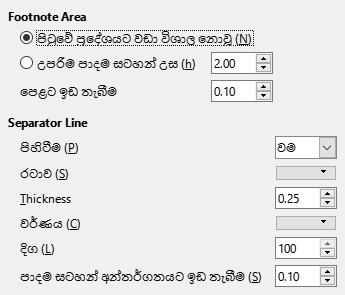 Footnote Area
පිටුවේ ප්‍රදේශයට වඩා විශාල නොවූ (N)
උපරිම පාදම සටහන් උස (h) 2.00
පෙළට ඉඩ තැබීම 0.10
Separator Line
පිහිටීම (P) වම
රටාව (S)
Thickness 0.25
වර්ණය (C)
දිග (L) 100
පාදම සටහන් අන්තර්ගතයට ඉඩ තැබීම (S) 0.10